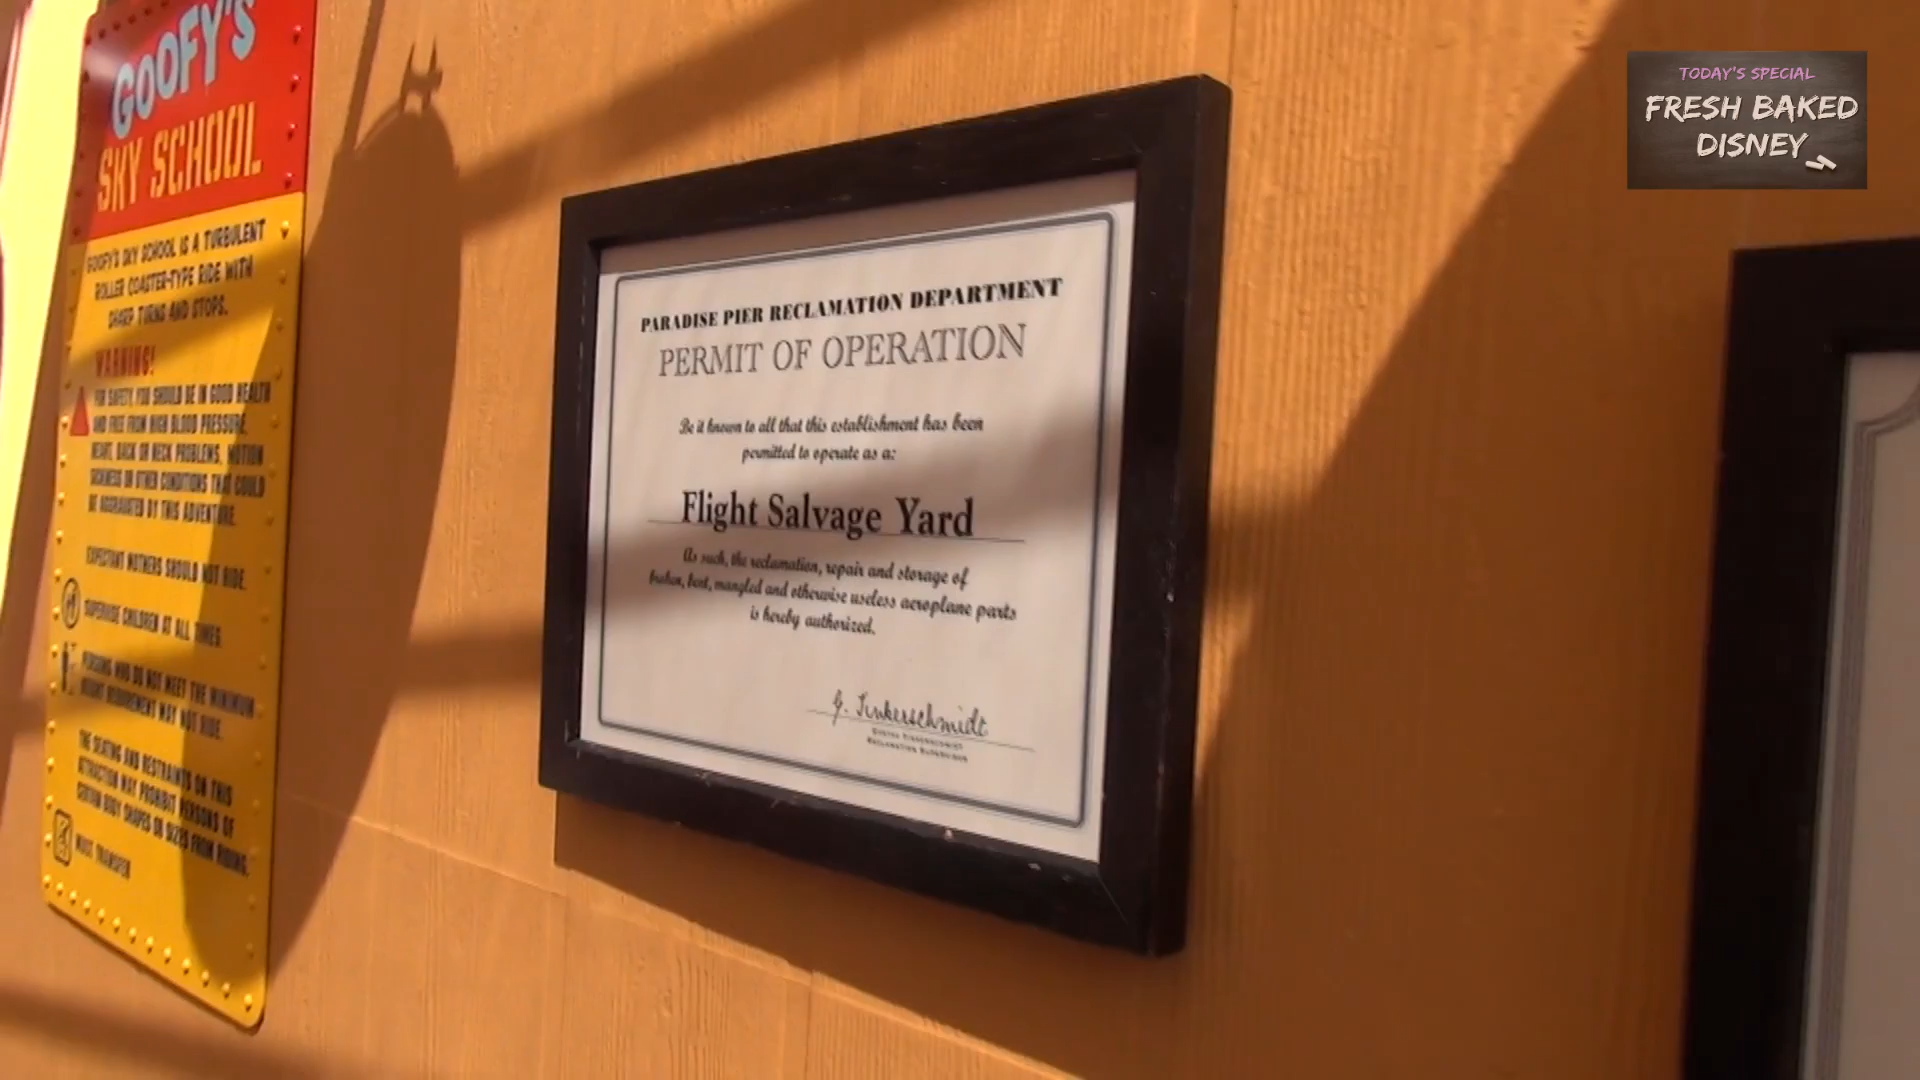 GOOFY'S
SKY SCHOOL
GOOFY'S SKY SCHOOL IS A TURBULENT
ROLLER COASTER-TYPE RIDE WITH
SHARP TURNS AND STOPS.
WARNING!
FOR SAFETY, YOU SHOULD BE IN GOOD HEALTH
AND FREE FROM HIGH BLOOD PRESSURE,
HEART, BACK OR NECK PROBLEMS, MOTION
SICKNESS OR OTHER CONDITIONS THAT COULD
BE AGGRAVATED BY THIS ADVENTURE.
EXPECTANT MOTHERS SHOULD NOT RIDE.
SUPERVISE CHILDREN AT ALL TIMES.
PERSONS WHO DO NOT MEET THE MINIMUM
HEIGHT REQUIREMENT MAY NOT RIDE.
THE SEATING AND RESTRAINTS ON THIS
ATTRACTION MAY PROHIBIT PERSONS OF
CERTAIN BODY SHAPES OR SIZES FROM RIDING.
MUST TRANSFER
PARADISE PIER RECLAMATION DEPARTMENT
PERMIT OF OPERATION
Be it known to all that this establishment has been
permitted to operate as a:
Flight Salvage Yard
As such, the reclamation, repair and storage of
broken, bent, mangled and otherwise useless aeroplane parts
is hereby authorized.
G. Tinkerschmidt
TINKERSCHMIDT
RECLAMATION SUPERVISOR
TODAY'S SPECIAL
FRESH BAKED
DISNEY